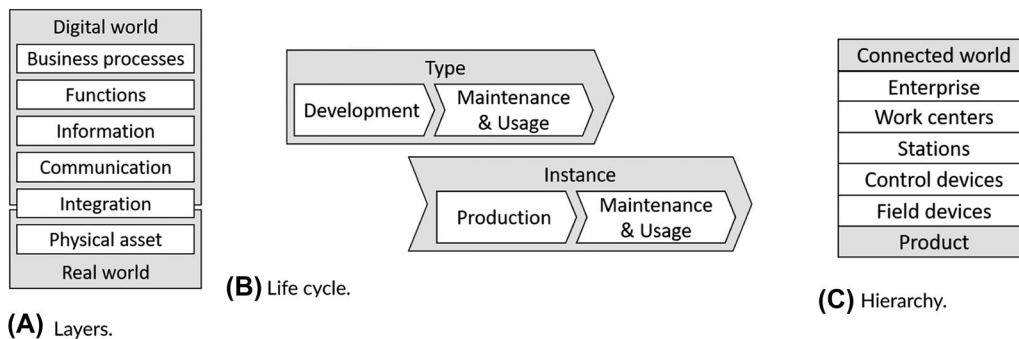 Digital world
Business processes
Functions
Information
Communication
Integration
Physical asset
Real world
(A) Layers.
Type
Development
Maintenance
& Usage
Instance
Production
Maintenance
& Usage
(B) Life cycle.
Connected world
Enterprise
Work centers
Stations
Control devices
Field devices
Product
(C) Hierarchy.